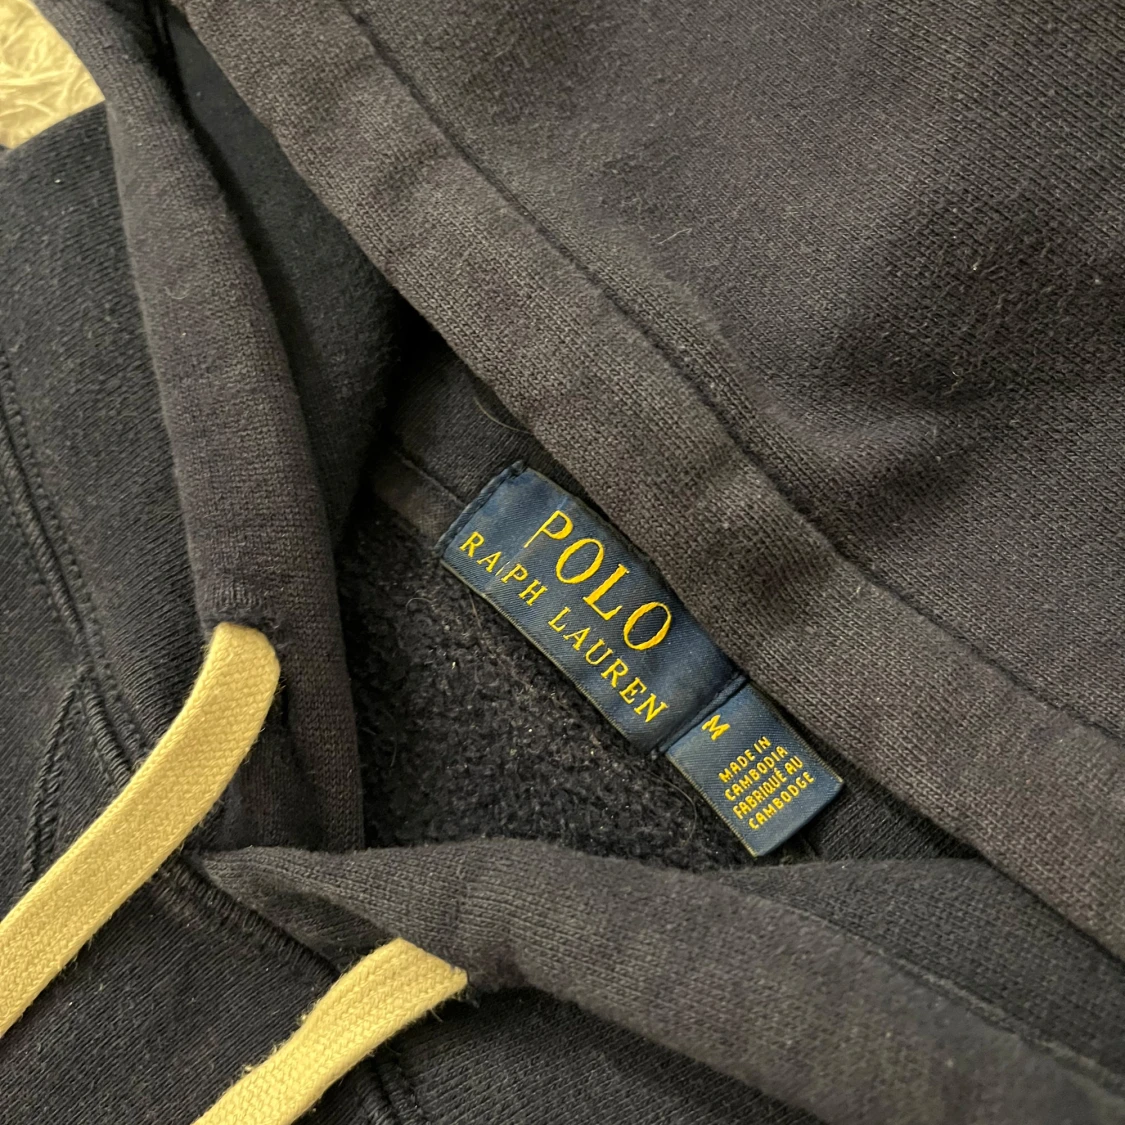 POLO
RALPH LAUREN
M
MADE IN
CAMBODIA
FABRIQUÉ AU
CAMBODGE